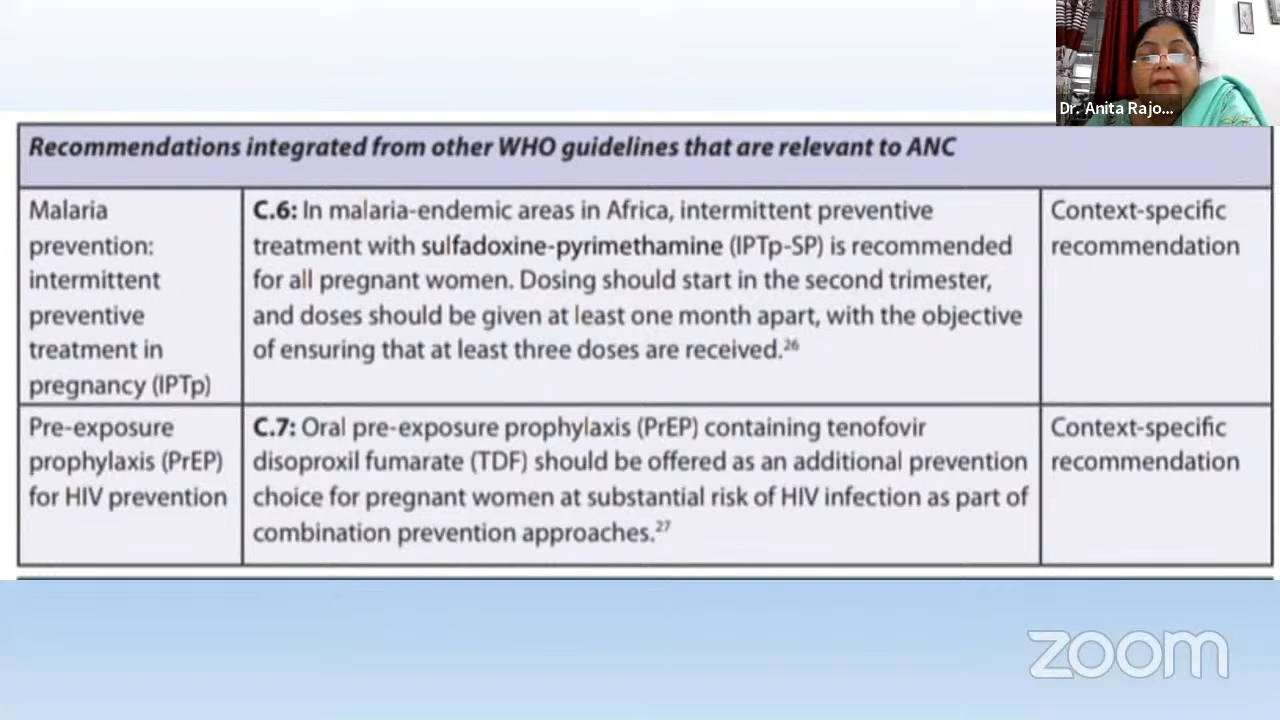 Dr. Anita Rajo...
Recommendations integrated from other WHO guidelines that are relevant to ANC
Malaria
prevention:
intermittent
preventive
treatment in
pregnancy (IPTp)
C.6: In malaria-endemic areas in Africa, intermittent preventive
treatment with sulfadoxine-pyrimethamine (IPTp-SP) is recommended
for all pregnant women. Dosing should start in the second trimester,
and doses should be given at least one month apart, with the objective
of ensuring that at least three doses are received.26
Context-specific
recommendation
Pre-exposure
prophylaxis (PrEP)
for HIV prevention
C.7: Oral pre-exposure prophylaxis (PrEP) containing tenofovir
disoproxil fumarate (TDF) should be offered as an additional prevention
choice for pregnant women at substantial risk of HIV infection as part of
combination prevention approaches.27
Context-specific
recommendation
zoom